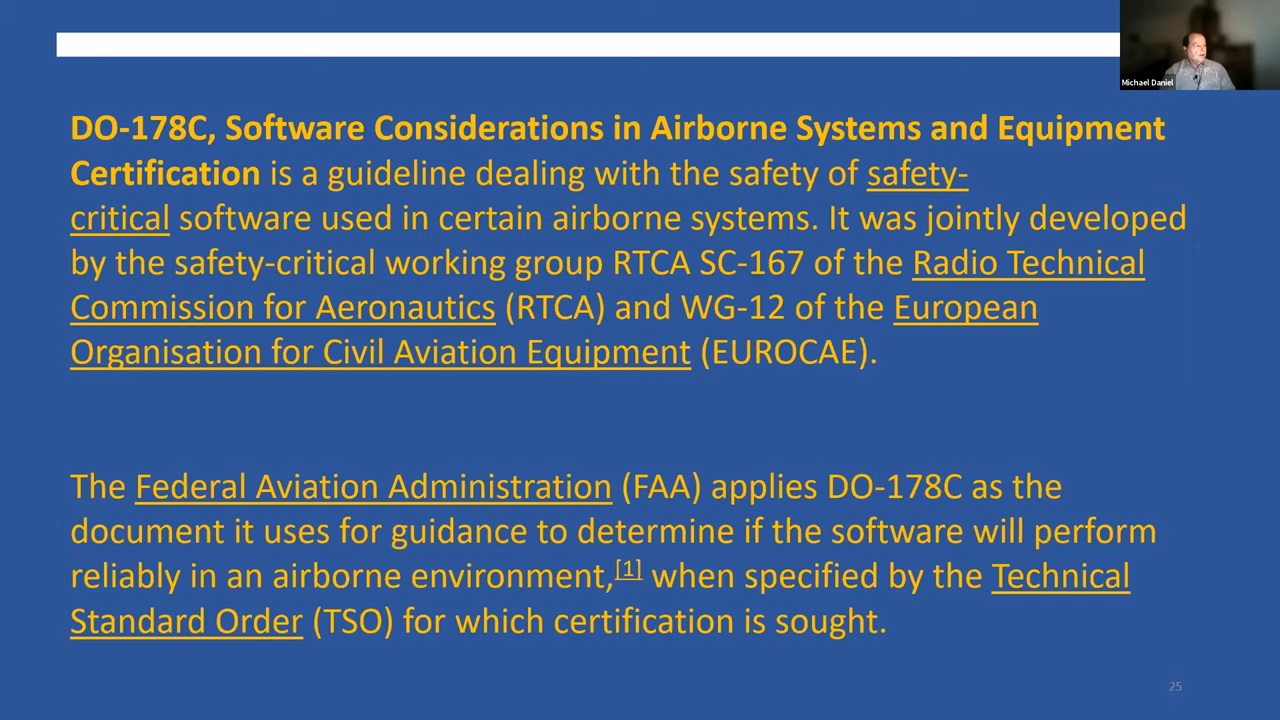 Michael Daniel
DO-178C, Software Considerations in Airborne Systems and Equipment
Certification is a guideline dealing with the safety of safety-
critical software used in certain airborne systems. It was jointly developed
by the safety-critical working group RTCA SC-167 of the Radio Technical
Commission for Aeronautics (RTCA) and WG-12 of the European
Organisation for Civil Aviation Equipment (EUROCAE).
The Federal Aviation Administration (FAA) applies DO-178C as the
document it uses for guidance to determine if the software will perform
reliably in an airborne environment,[1] when specified by the Technical
Standard Order (TSO) for which certification is sought.
25